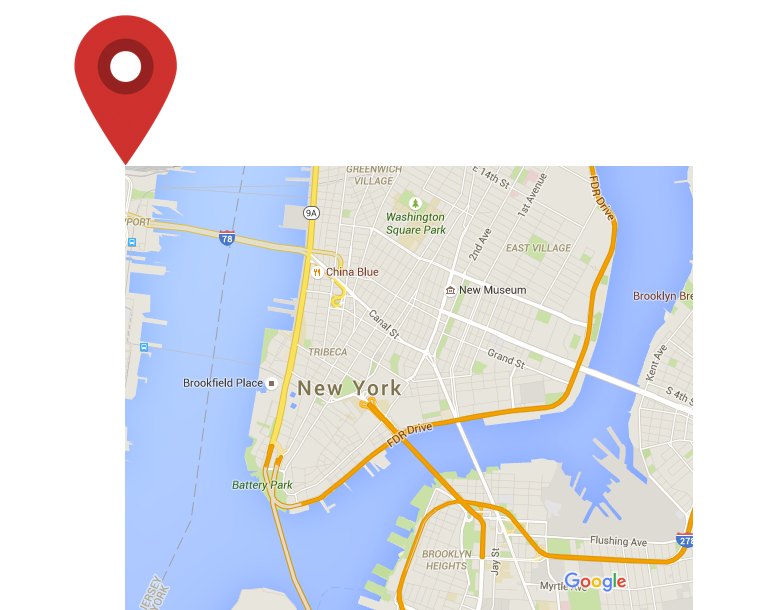 GREENWICH
VILLAGE
E 14th St
1st Avenue
FDR Drive
9A
Washington
Square Park
PORT
78
2nd Ave
EAST VILLAGE
China Blue
New Museum
Brooklyn Bre
Canal St
TRIBECA
Grand St
Kent Ave
Brookfield Place
New York
S 4th S
FDR Drive
Battery Park
Flushing Ave
278
BROOKLYN
HEIGHTS
Jay St
Myrtle Ave
Google
ERSEY
YORK